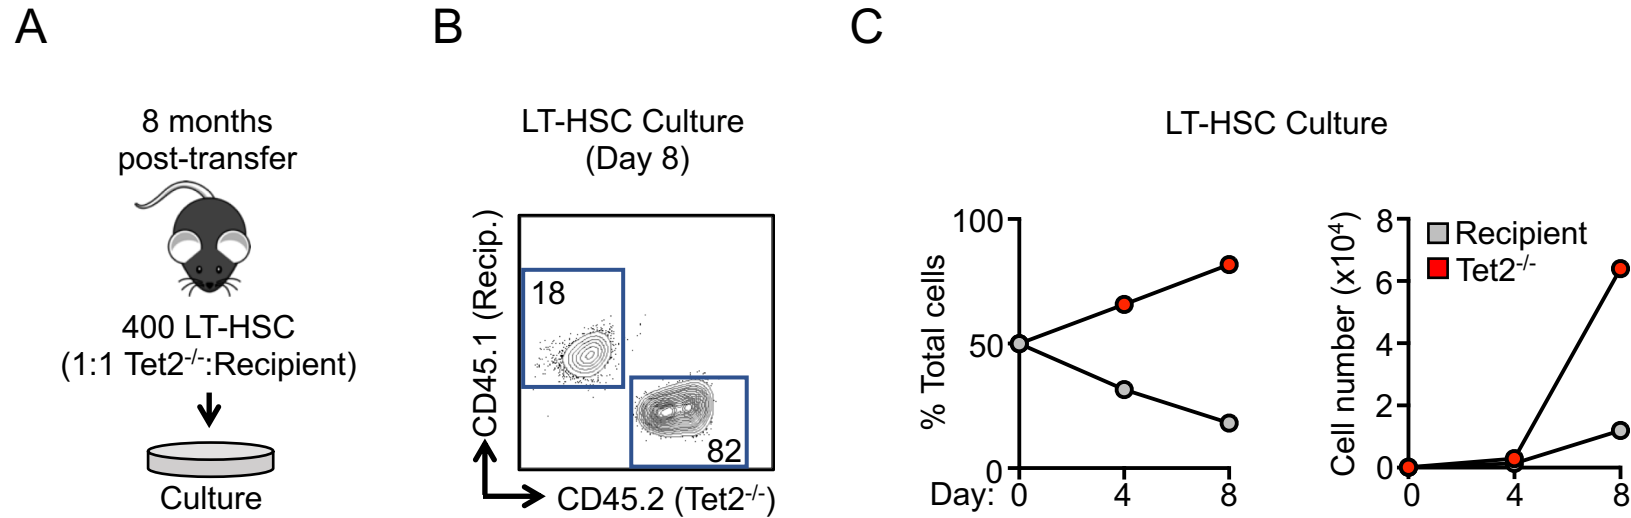 A
8 months
post-transfer
400 LT-HSC
(1:1 Tet2-/-:Recipient)
Culture
B
LT-HSC Culture
(Day 8)
CD45.1 (Recip.)
18
82
CD45.2 (Tet2-/-)
C
LT-HSC Culture
% Total cells
100
50
0
Day: 0 4 8
Cell number (x10⁴)
8
6
4
2
0
0 4 8
Recipient
Tet2-/-